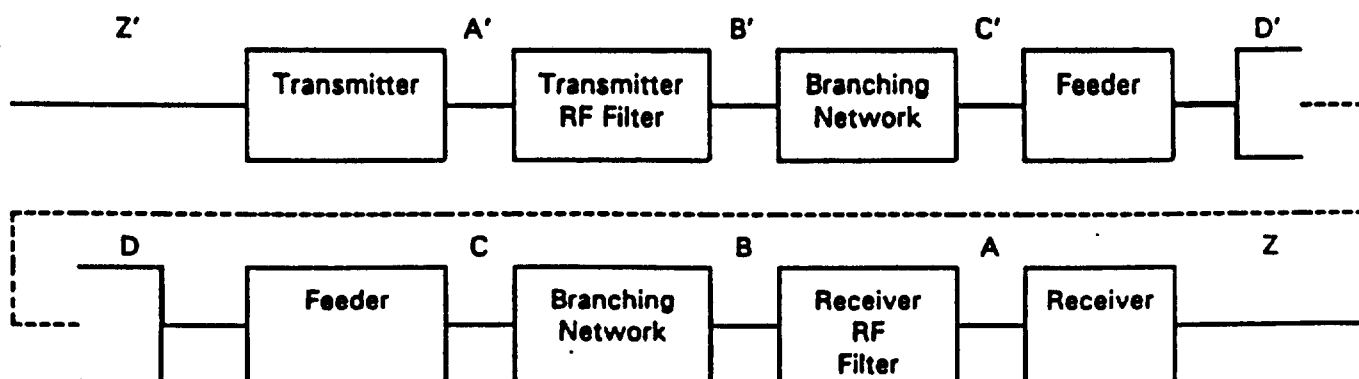 Z' A' B' C' D'
Transmitter Transmitter Branching Feeder
RF Filter Network
D C B A Z
Feeder Branching Receiver Receiver
Network RF
Filter